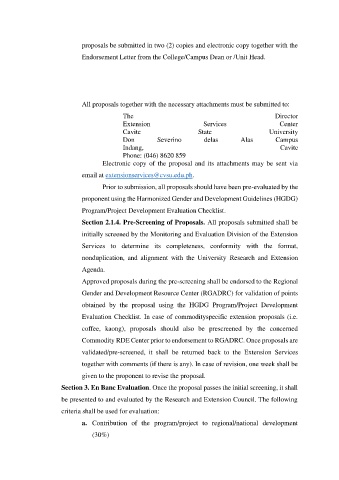 proposals be submitted in two (2) copies and electronic copy together with the
Endorsement Letter from the College/Campus Dean or /Unit Head.
All proposals together with the necessary attachments must be submitted to:
The Director
Extension Services Center
Cavite State University
Don Severino delas Alas Campus
Indang, Cavite
Phone: (046) 8620 859
Electronic copy of the proposal and its attachments may be sent via
email at extensionservices@cvsu.edu.ph.
Prior to submission, all proposals should have been pre-evaluated by the
proponent using the Harmonized Gender and Development Guidelines (HGDG)
Program/Project Development Evaluation Checklist.
Section 2.1.4. Pre-Screening of Proposals. All proposals submitted shall be
initially screened by the Monitoring and Evaluation Division of the Extension
Services to determine its completeness, conformity with the format,
nonduplication, and alignment with the University Research and Extension
Agenda.
Approved proposals during the pre-screening shall be endorsed to the Regional
Gender and Development Resource Center (RGADRC) for validation of points
obtained by the proposal using the HGDG Program/Project Development
Evaluation Checklist. In case of commodityspecific extension proposals (i.e.
coffee, kaong), proposals should also be prescreened by the concerned
Commodity RDE Center prior to endorsement to RGADRC. Once proposals are
validated/pre-screened, it shall be returned back to the Extension Services
together with comments (if there is any). In case of revision, one week shall be
given to the proponent to revise the proposal.
Section 3. En Banc Evaluation. Once the proposal passes the initial screening, it shall
be presented to and evaluated by the Research and Extension Council. The following
criteria shall be used for evaluation:
a. Contribution of the program/project to regional/national development
(30%)